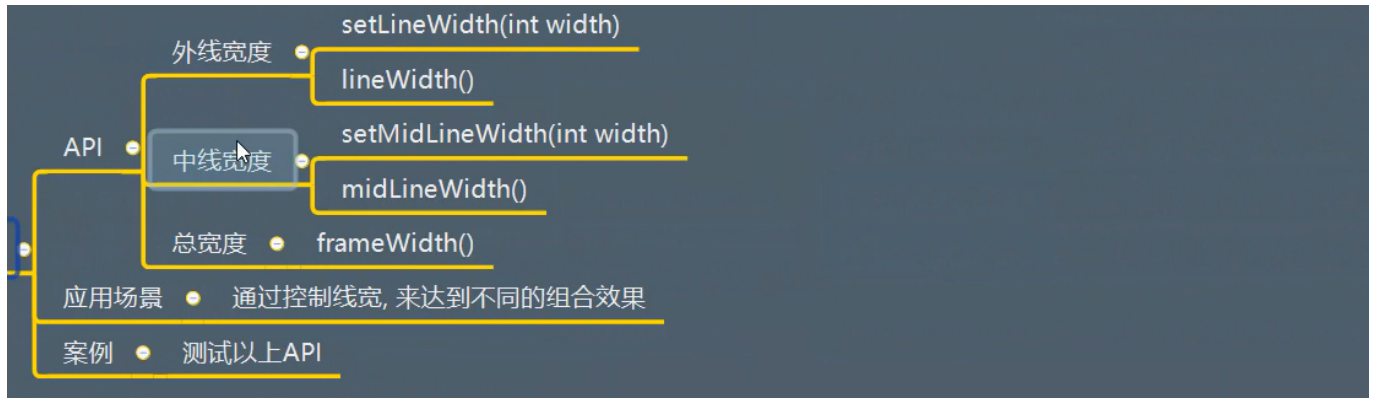 setLineWidth(int width)
外线宽度
lineWidth()
setMidLineWidth(int width)
API
中线宽度
midLineWidth()
总宽度 frameWidth()
应用场景 通过控制线宽, 来达到不同的组合效果
案例 测试以上API